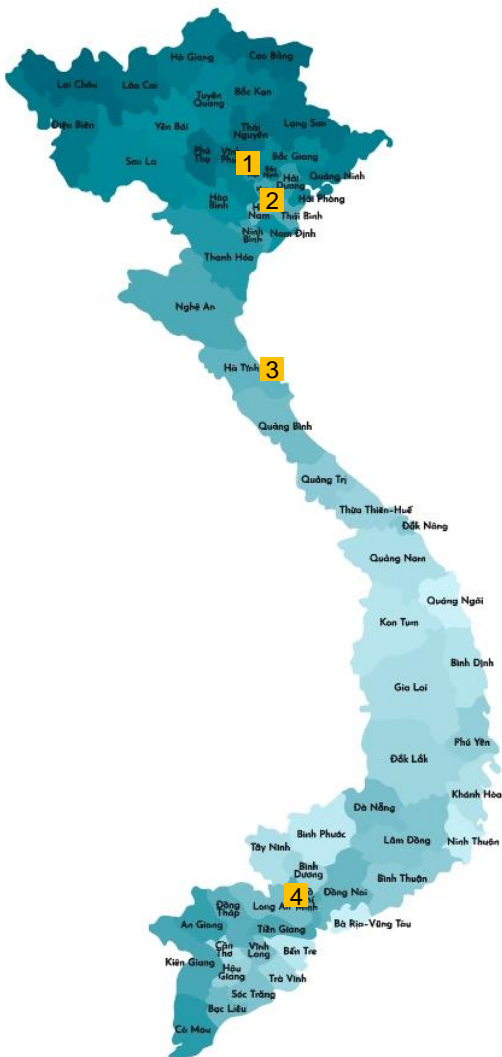 Hà Giang
Cao Bằng
Lai Châu
Lào Cai
Bắc Kạn
Tuyên
Quang
Điện Biên
Yên Bái
Thái
Nguyên
Lạng Sơn
Phú
Thọ
Sơn La
1
Bắc Giang
Bắc
Ninh
Quảng Ninh
Hải
Dương
Hòa
Bình
2
Hải Phòng
Nam
Thái Bình
Ninh
Bình
Nam Định
Thanh Hóa
Nghệ An
Hà Tĩnh
3
Quảng Bình
Quảng Trị
Thừa Thiên-Huế
Đắk Nông
Quảng Nam
Quảng Ngãi
Kon Tum
Bình Định
Gia Lai
Phú Yên
Đắk Lắk
Khánh Hòa
Đà Nẵng
Bình Phước
Lâm Đồng
Ninh Thuận
Tây Ninh
Bình
Dương
Bình Thuận
4
Đồng Nai
Đồng
Tháp
Long An
Minh
Bà Rịa-Vũng Tàu
An Giang
Tiền Giang
Cần
Thơ
Vĩnh
Long
Bến Tre
Kiên Giang
Hậu
Giang
Trà Vinh
Sóc Trăng
Bạc Liêu
Cà Mau